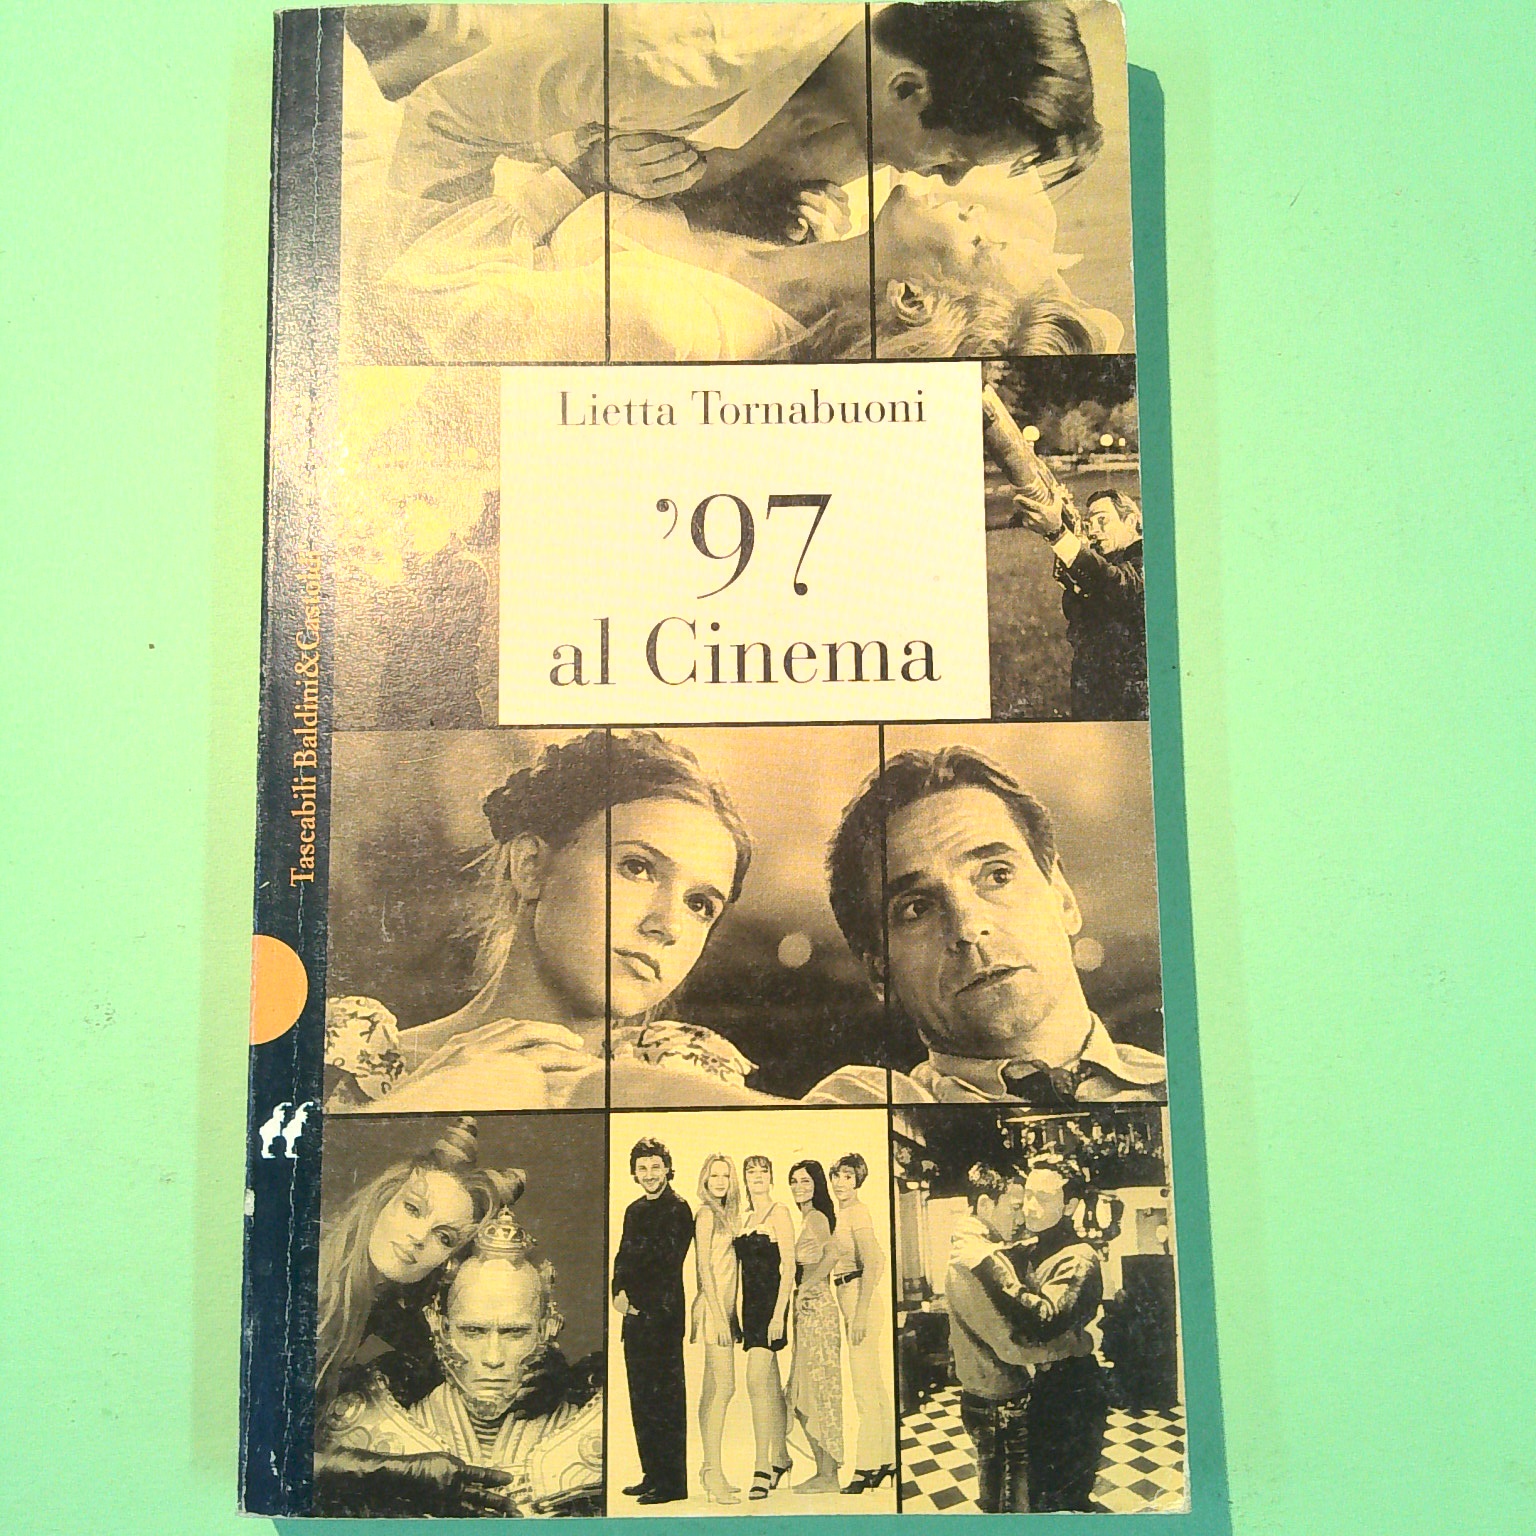 Lietta Tornabuoni
’97
al Cinema
Tascabili Baldini&Castoldi